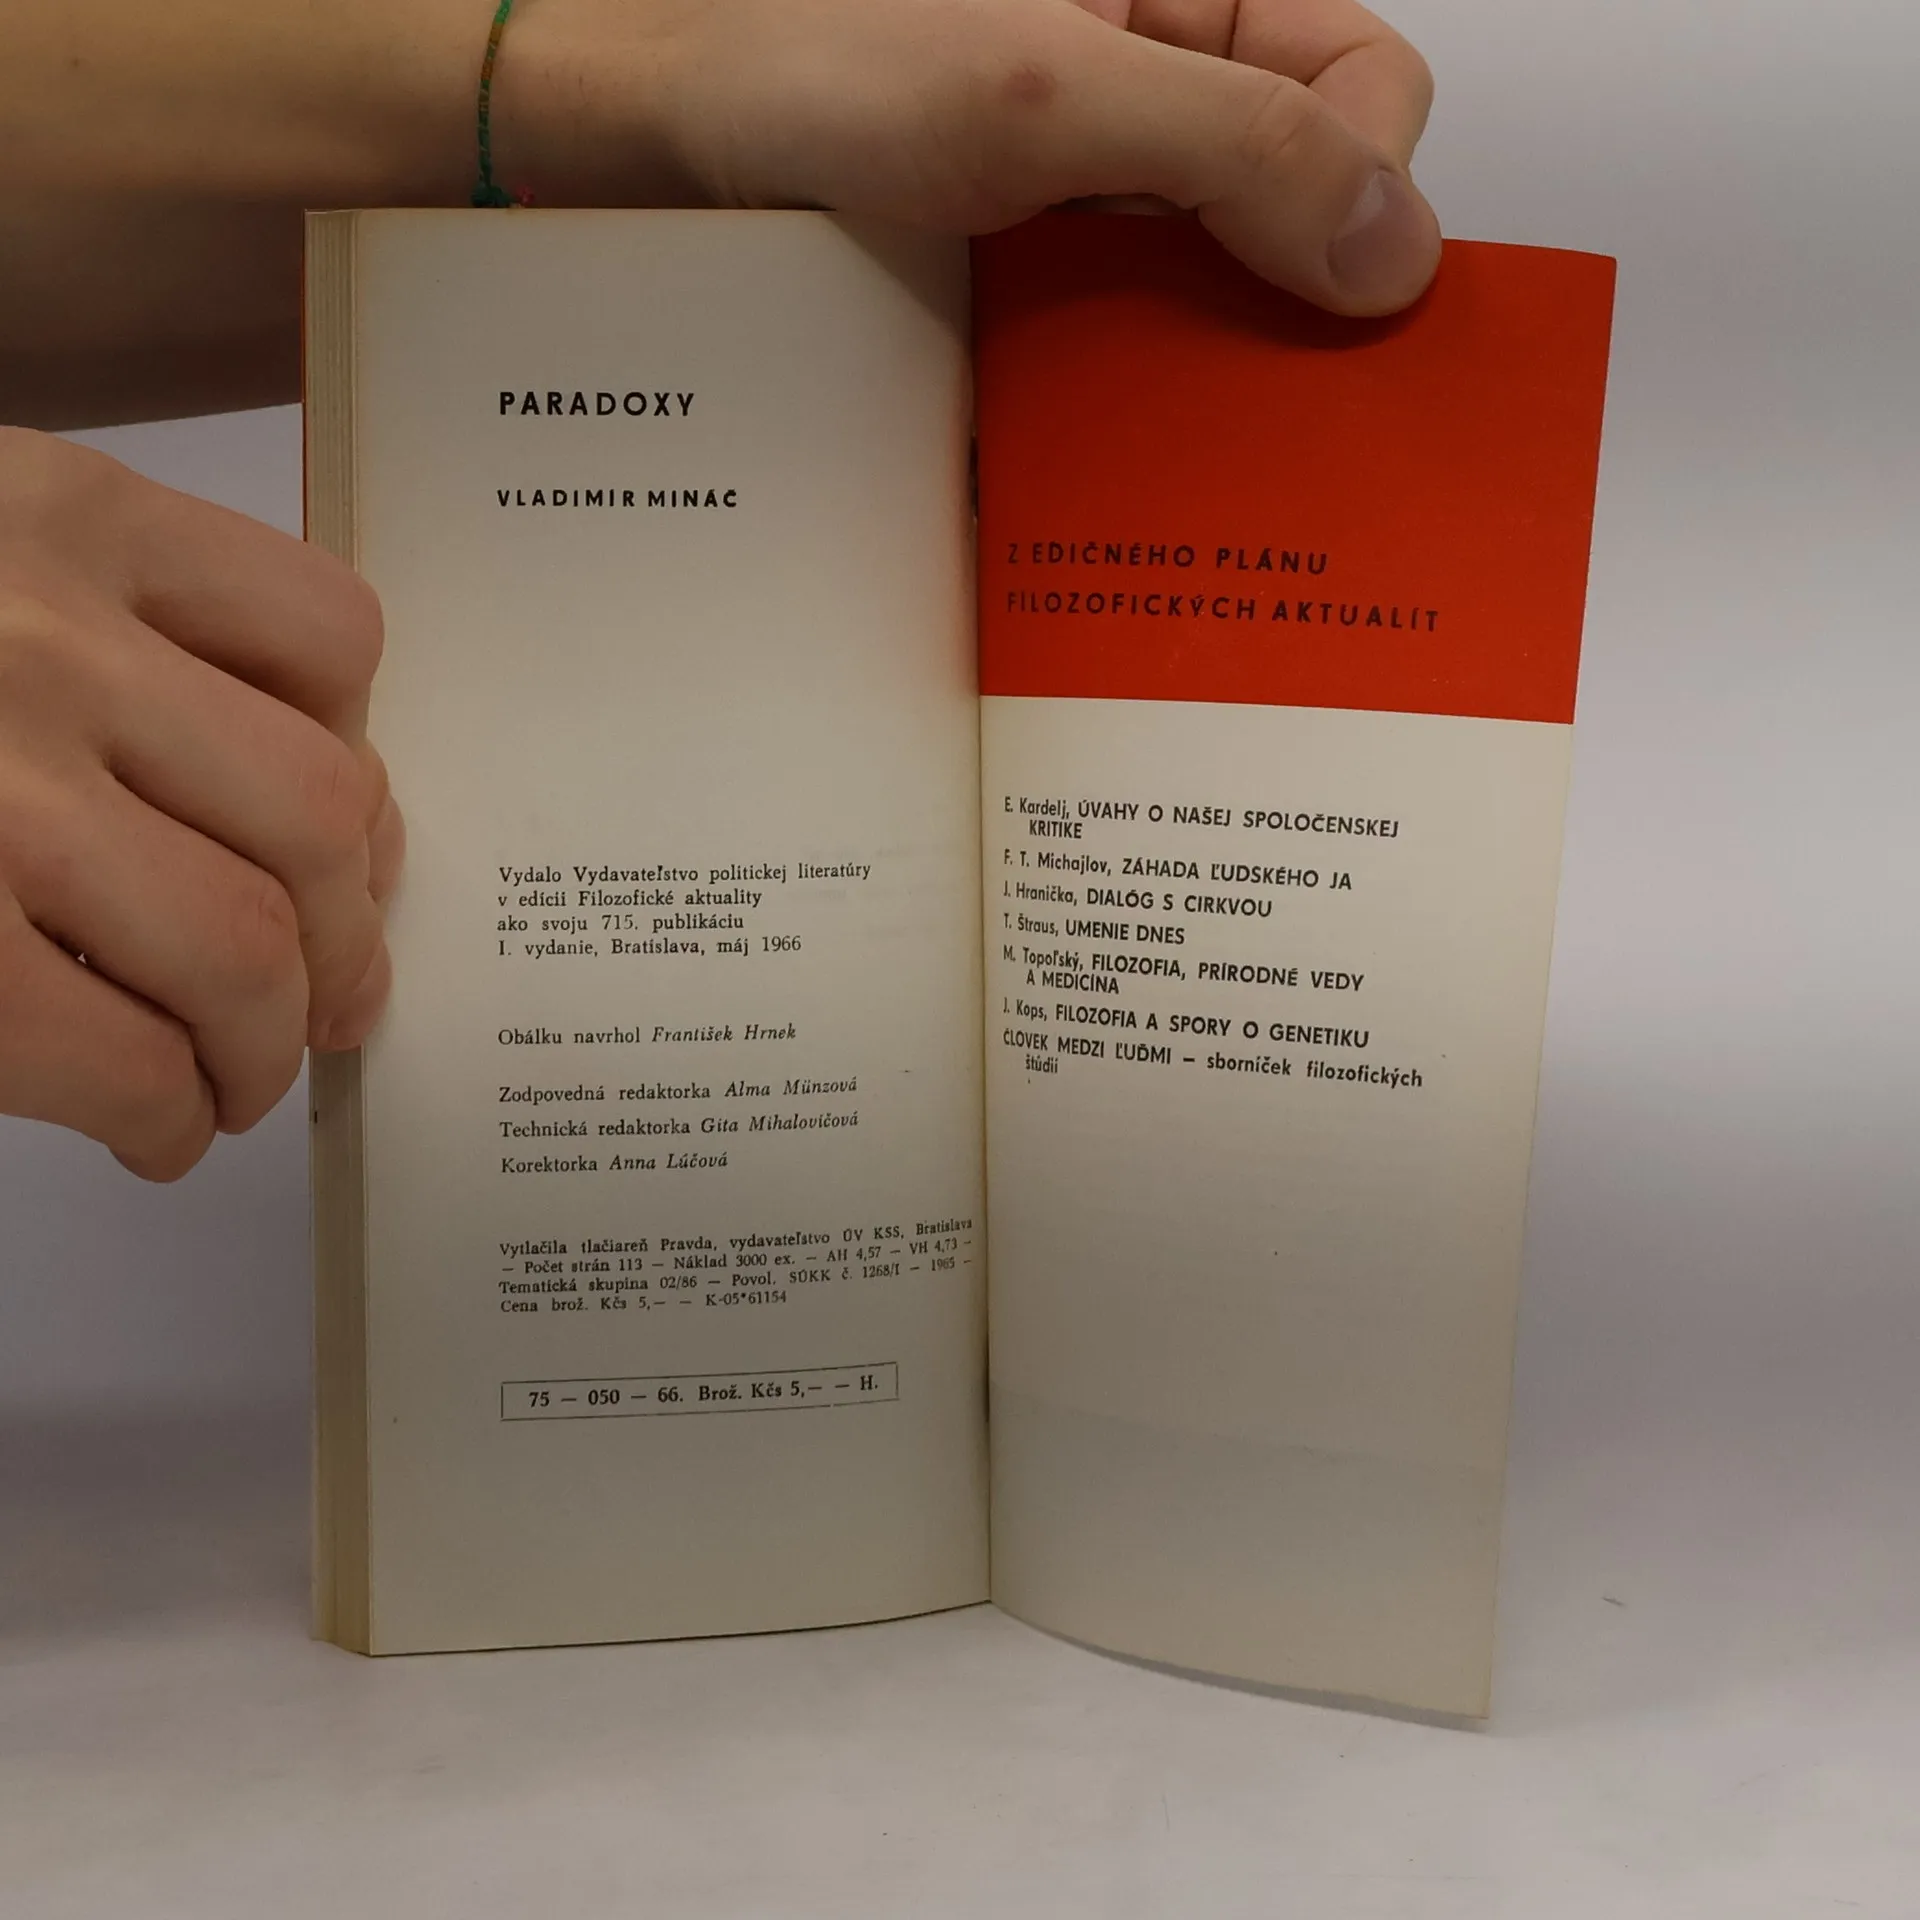 PARADOXY
VLADIMÍR MINÁČ
Vydalo Vydavateľstvo politickej literatúry
v edícii Filozofické aktuality
ako svoju 715. publikáciu
I. vydanie, Bratislava, máj 1966
Obálku navrhol František Hrnek
Zodpovedná redaktorka Alma Münzová
Technická redaktorka Gita Mihalovičová
Korektorka Anna Lúčová
Vytlačila tlačiareň Pravda, vydavateľstvo ÚV KSS, Bratislava
— Počet strán 113 — Náklad 3000 ex. — AH 4,57 — VH 4,73 —
Tematická skupina 02/86 — Povol. SÚKK č. 1268/I — 1965 —
Cena brož. Kčs 5,— — K-05*61154
75 — 050 — 66. Brož. Kčs 5,— — H.
Z EDIČNÉHO PLÁNU
FILOZOFICKÝCH AKTUALÍT
E. Kardelj, ÚVAHY O NAŠEJ SPOLOČENSKEJ
KRITIKE
F. T. Michajlov, ZÁHADA ĽUDSKÉHO JA
J. Hranička, DIALÓG S CIRKVOU
T. Štraus, UMENIE DNES
M. Topoľský, FILOZOFIA, PRÍRODNÉ VEDY
A MEDICÍNA
J. Kops, FILOZOFIA A SPORY O GENETIKU
ČLOVEK MEDZI ĽUĎMI — sborníček filozofických
štúdií